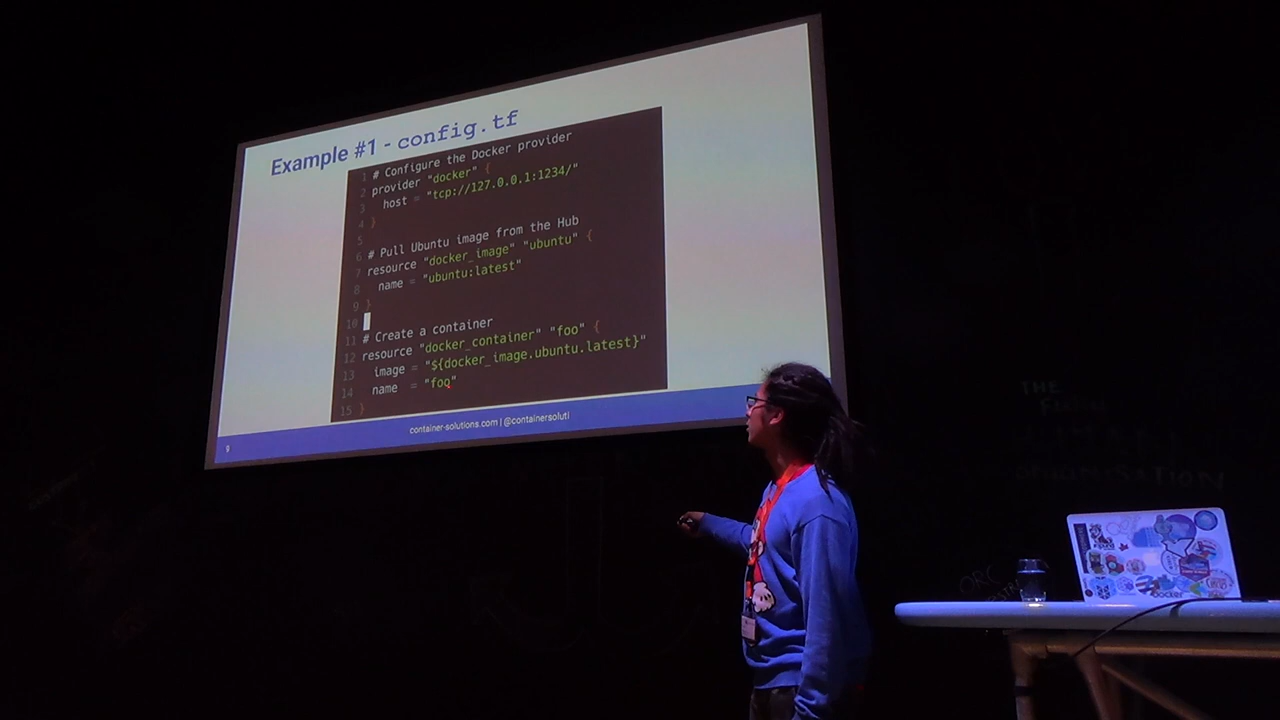 Example #1 - config.tf
1 # Configure the Docker provider
2 provider "docker" {
3 host = "tcp://127.0.0.1:1234/"
4 }
5
6 # Pull Ubuntu image from the Hub
7 resource "docker_image" "ubuntu" {
8 name = "ubuntu:latest"
9 }
10
11 # Create a container
12 resource "docker_container" "foo" {
13 image = "${docker_image.ubuntu.latest}"
14 name = "foo"
15 }
9
container-solutions.com | @containersoluti
THE
docker